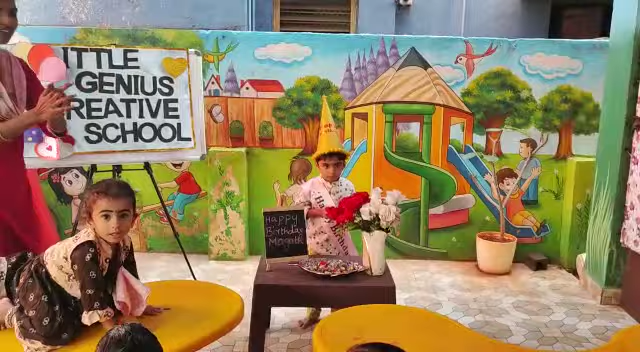 ITTLE
GENIUS
REATIVE
SCHOOL
Happy
Birthday